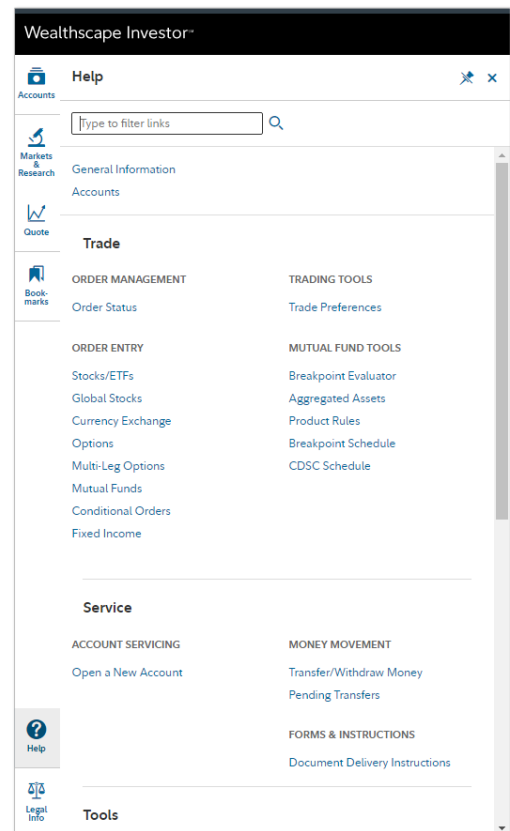 Wealthscape Investor℠
Accounts
Markets
&
Research
Quote
Book-
marks
Help
Legal
Info
Help
Type to filter links
General Information
Accounts
Trade
ORDER MANAGEMENT
Order Status
TRADING TOOLS
Trade Preferences
ORDER ENTRY
Stocks/ETFs
Global Stocks
Currency Exchange
Options
Multi-Leg Options
Mutual Funds
Conditional Orders
Fixed Income
MUTUAL FUND TOOLS
Breakpoint Evaluator
Aggregated Assets
Product Rules
Breakpoint Schedule
CDSC Schedule
Service
ACCOUNT SERVICING
Open a New Account
MONEY MOVEMENT
Transfer/Withdraw Money
Pending Transfers
FORMS & INSTRUCTIONS
Document Delivery Instructions
Tools